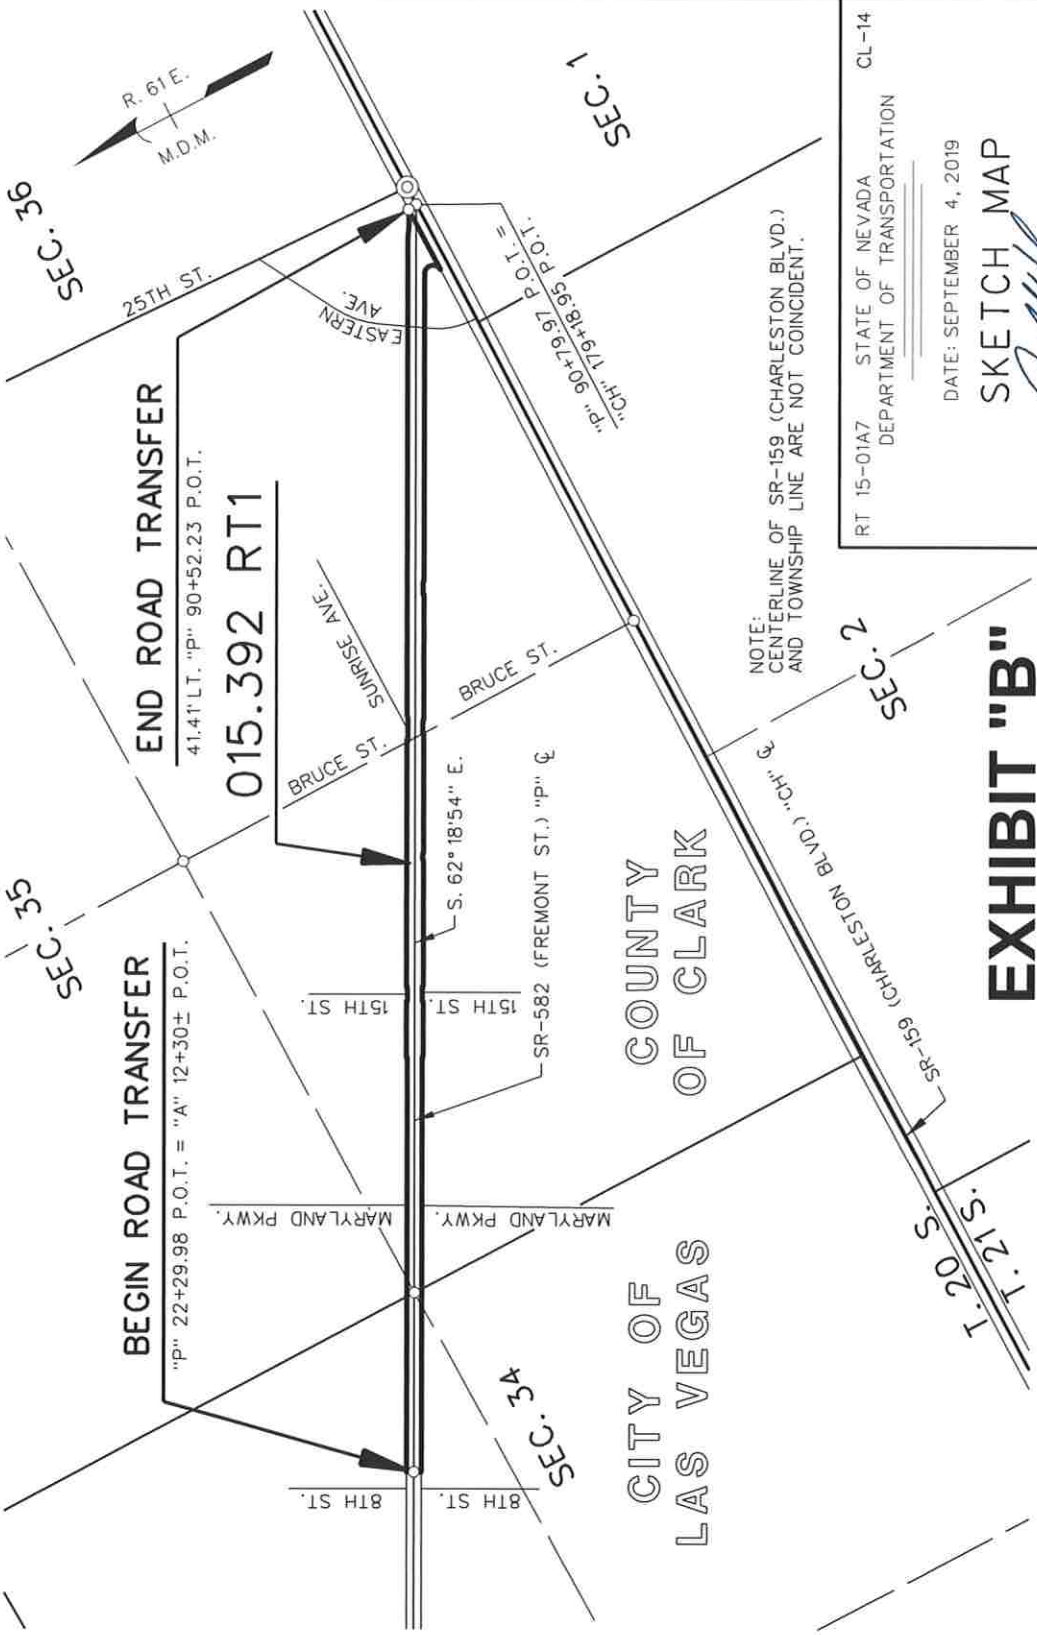 BEGIN ROAD TRANSFER
"P" 22+29.98 P.O.T. = "A" 12+30± P.O.T.
END ROAD TRANSFER
41.41' LT. "P" 90+52.23 P.O.T.
015.392 RT1
SEC. 35
SEC. 36
R. 61 E.
M.D.M.
25TH ST.
EASTERN
AVE.
SUNRISE AVE.
BRUCE ST.
BRUCE ST.
8TH ST.
8TH ST.
MARYLAND PKWY.
MARYLAND PKWY.
15TH ST.
15TH ST.
S. 62°18'54" E.
SR-582 (FREMONT ST.) "P" ℄
"P" 90+79.97 P.O.T. =
"CH" 179+18.95 P.O.T.
SEC. 1
SEC. 34
CITY OF
LAS VEGAS
COUNTY
OF CLARK
SR-159 (CHARLESTON BLVD.) "CH" ℄
SEC. 2
T. 20 S.
T. 21 S.
NOTE:
CENTERLINE OF SR-159 (CHARLESTON BLVD.)
AND TOWNSHIP LINE ARE NOT COINCIDENT.
RT 15-01A7 STATE OF NEVADA CL-14
DEPARTMENT OF TRANSPORTATION
DATE: SEPTEMBER 4, 2019
SKETCH MAP
EXHIBIT "B"